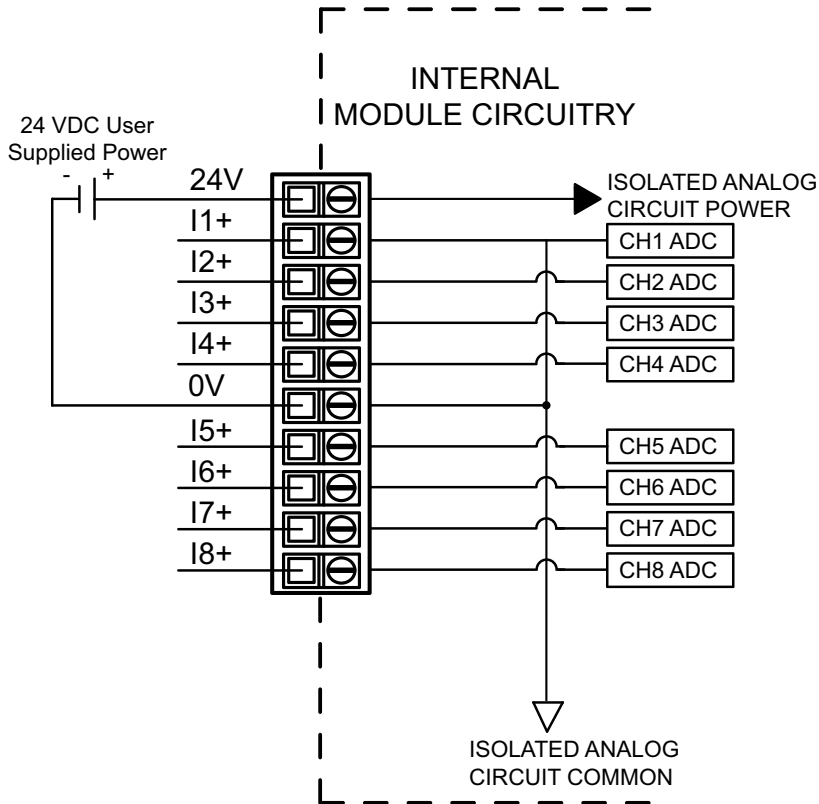 INTERNAL
MODULE CIRCUITRY
24 VDC User
Supplied Power
- +
24V
ISOLATED ANALOG
CIRCUIT POWER
I1+
CH1 ADC
I2+
CH2 ADC
I3+
CH3 ADC
I4+
CH4 ADC
0V
I5+
CH5 ADC
I6+
CH6 ADC
I7+
CH7 ADC
I8+
CH8 ADC
ISOLATED ANALOG
CIRCUIT COMMON